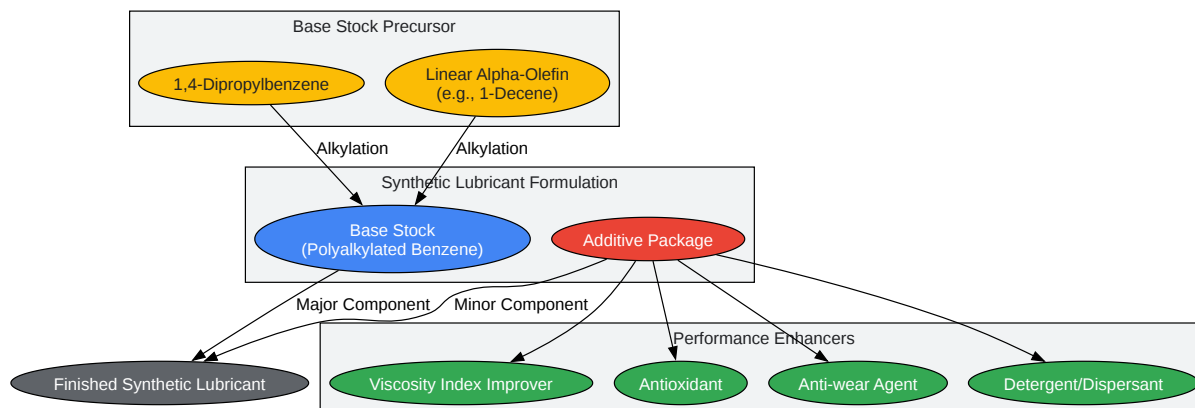 Base Stock Precursor
1,4-Dipropylbenzene
Linear Alpha-Olefin
(e.g., 1-Decene)
Alkylation
Alkylation
Synthetic Lubricant Formulation
Base Stock
(Polyalkylated Benzene)
Additive Package
Major Component
Minor Component
Performance Enhancers
Finished Synthetic Lubricant
Viscosity Index Improver
Antioxidant
Anti-wear Agent
Detergent/Dispersant